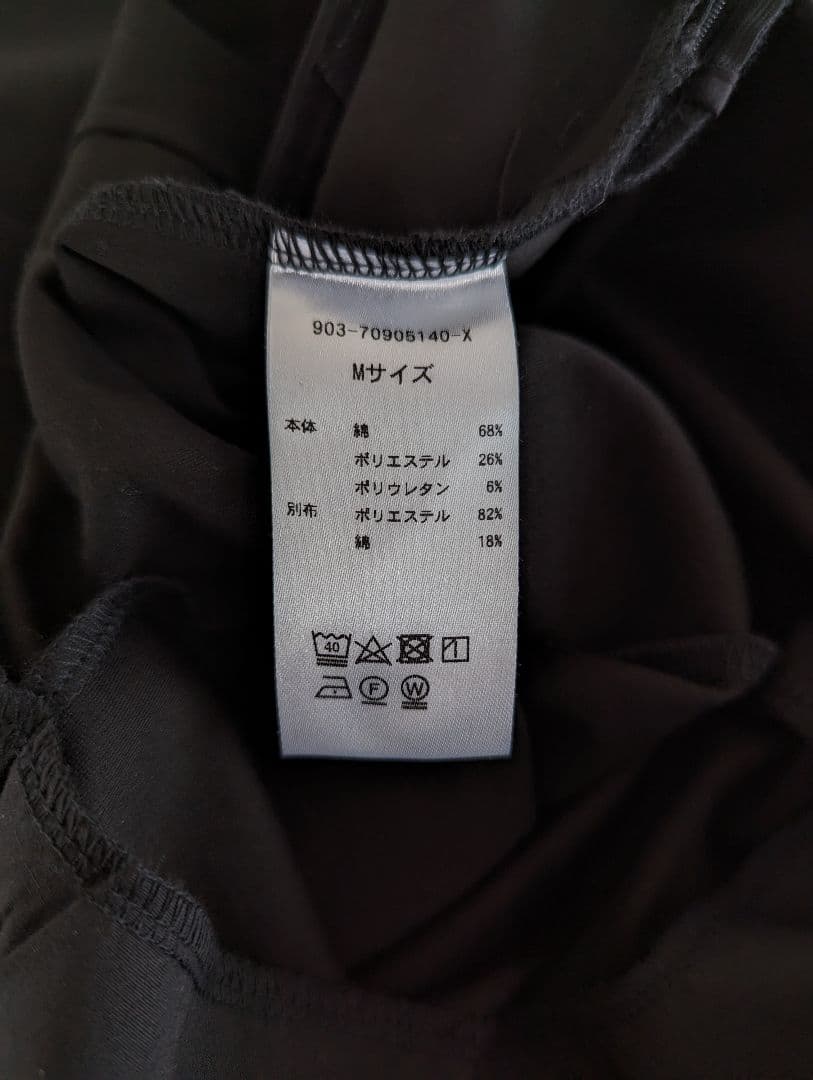 903-70905140-X
Mサイズ
本体 綿 68%
ポリエステル 26%
ポリウレタン 6%
別布 ポリエステル 82%
綿 18%
40
F W